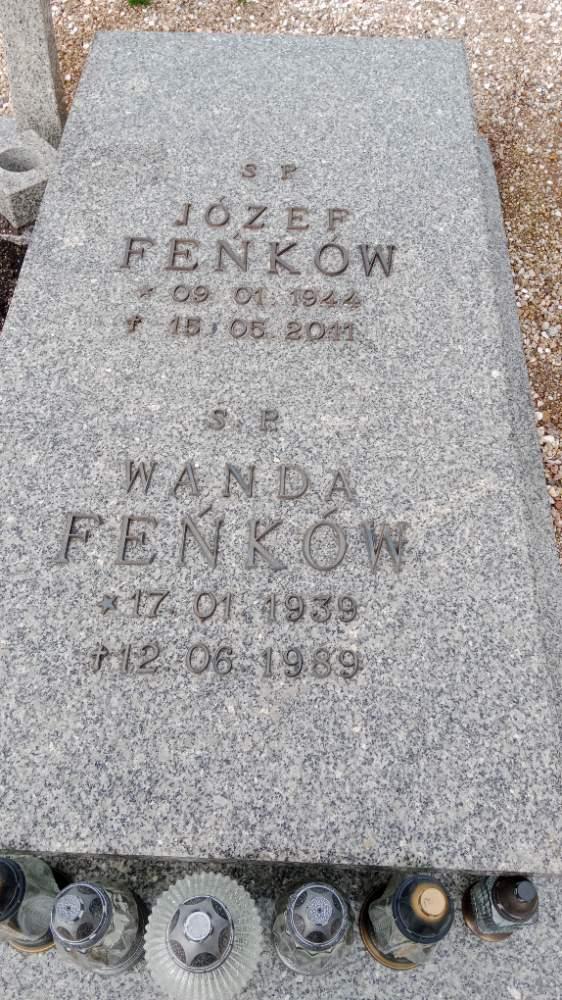 S P
JÓZEF
FEŃKÓW
* 09 01 1944
✝ 15 05 2011
S. P.
WANDA
FEŃKÓW
* 17 01 1939
✝ 12 06 1989